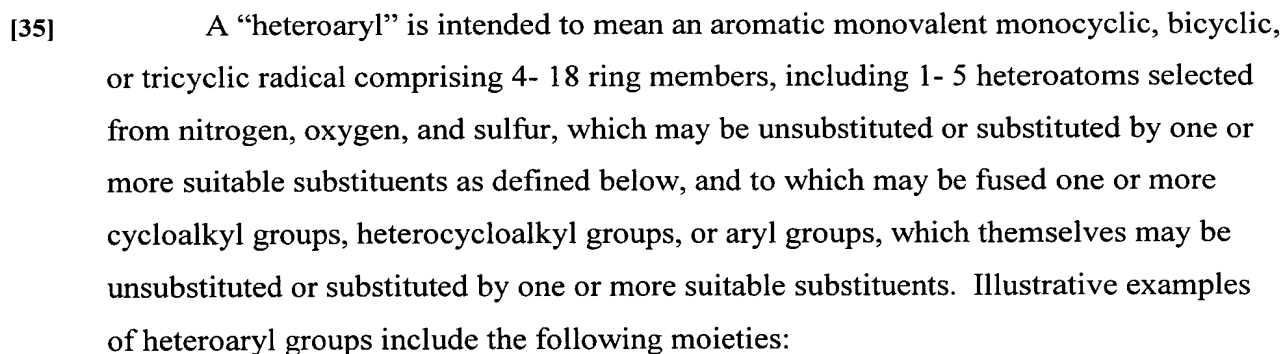 [35] A “heteroaryl” is intended to mean an aromatic monovalent monocyclic, bicyclic,
or tricyclic radical comprising 4- 18 ring members, including 1- 5 heteroatoms selected
from nitrogen, oxygen, and sulfur, which may be unsubstituted or substituted by one or
more suitable substituents as defined below, and to which may be fused one or more
cycloalkyl groups, heterocycloalkyl groups, or aryl groups, which themselves may be
unsubstituted or substituted by one or more suitable substituents.  Illustrative examples
of heteroaryl groups include the following moieties: